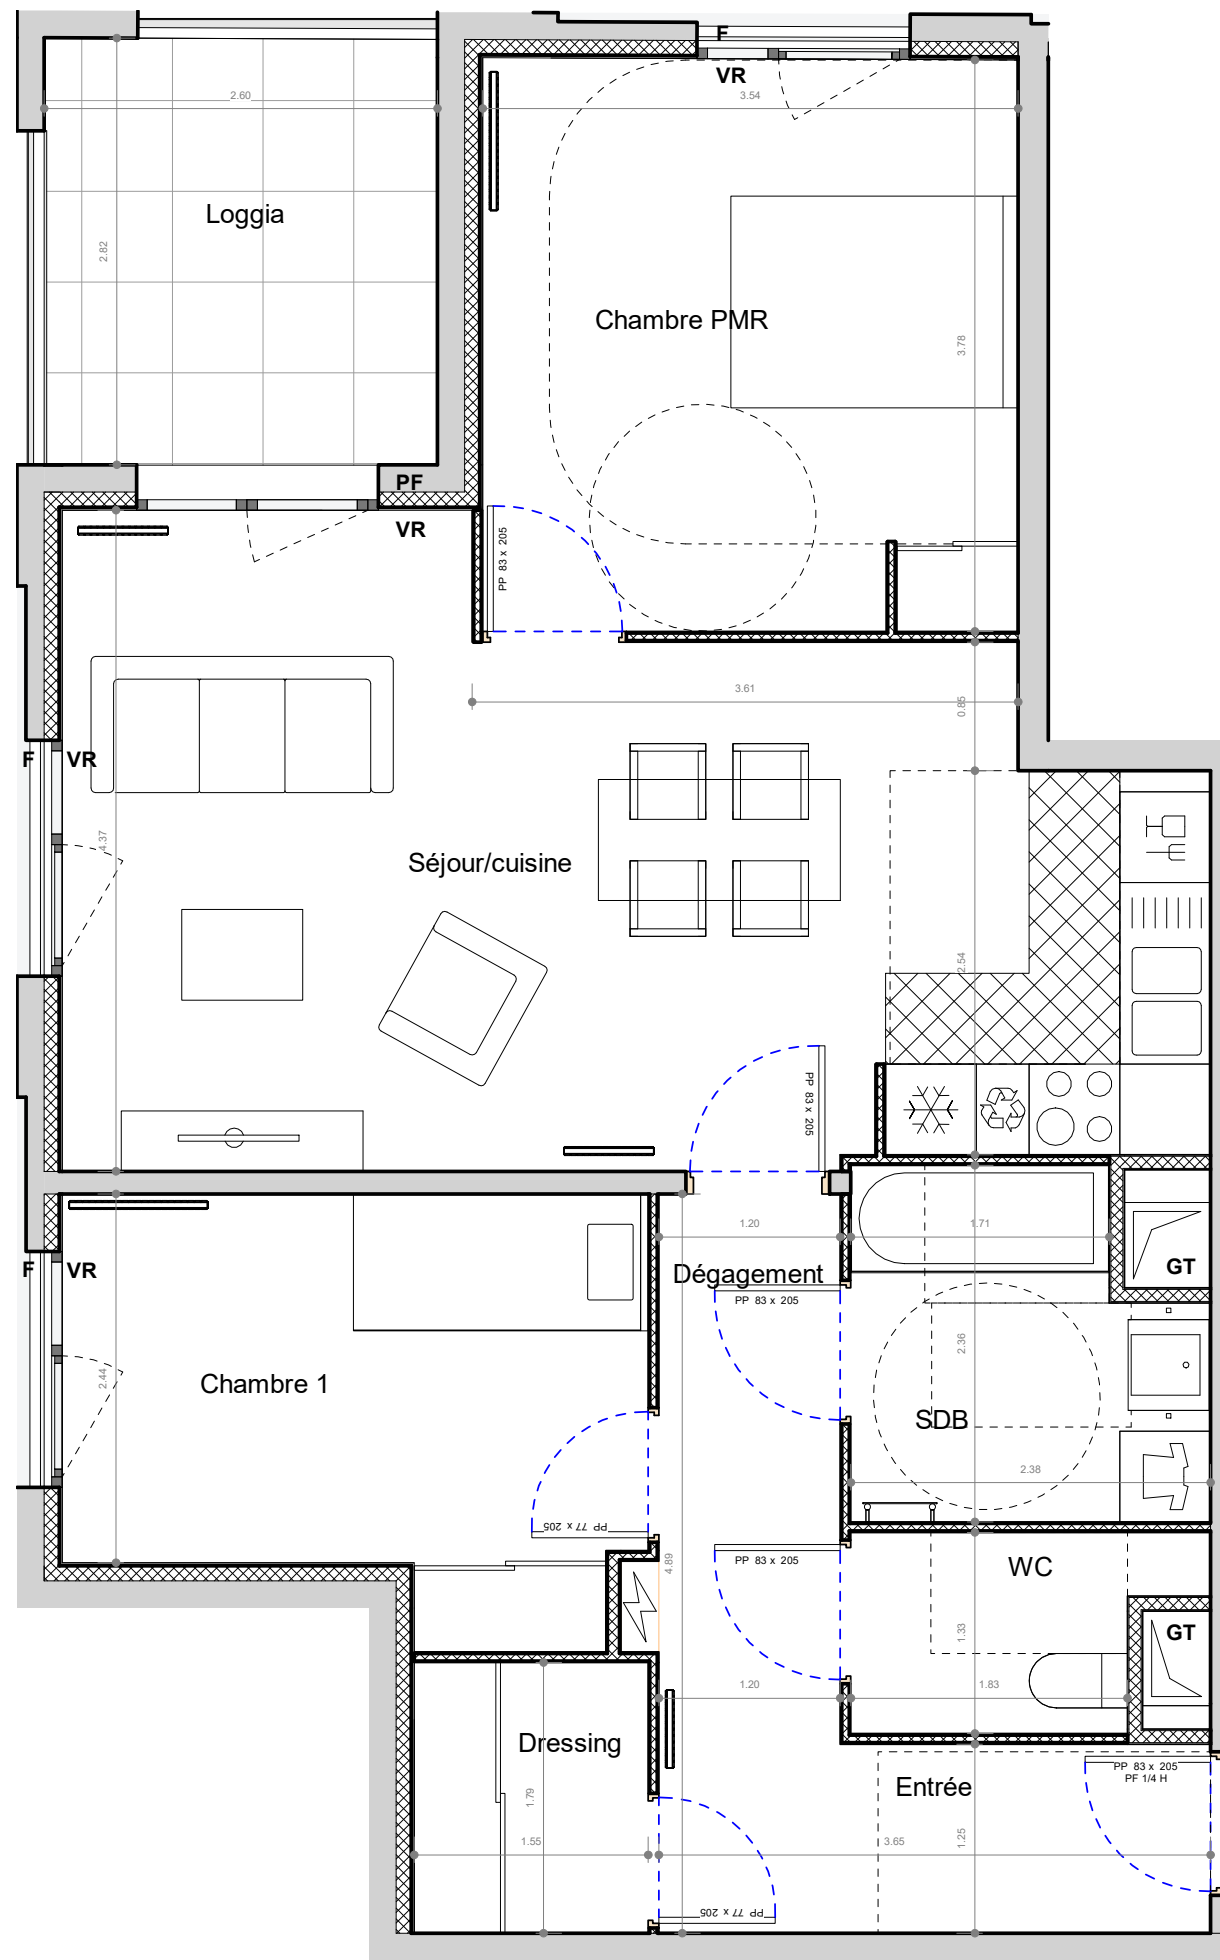 F
VR
2.60
3.54
Loggia
2.82
Chambre PMR
3.78
PF
VR
PP 83 x 205
3.61
0.85
F
VR
4.37
Séjour/cuisine
2.54
PP 83 x 205
1.20
1.71
F
VR
Dégagement
GT
PP 83 x 205
2.36
2.44
Chambre 1
SDB
2.38
PP 77 x 205
4.89
PP 83 x 205
WC
1.33
GT
1.20
1.83
Dressing
PP 83 x 205
PF 1/4 H
Entrée
1.79
1.55
3.65
1.25
PP 77 x 205